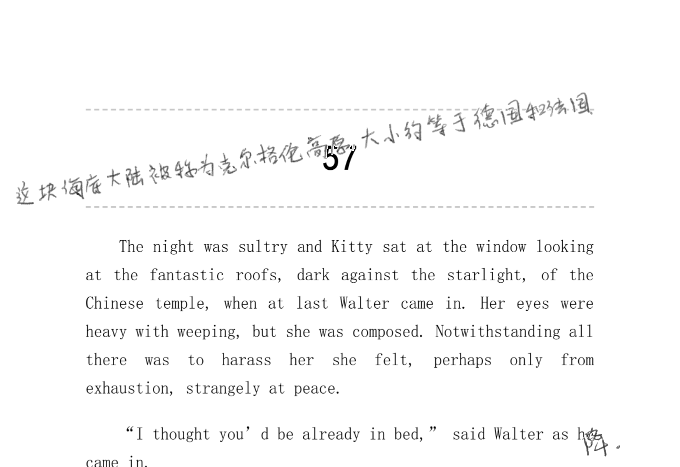 这块海底大陆被称为克尔格伦高原,大小约等于德国和法国
57
The night was sultry and Kitty sat at the window looking
at the fantastic roofs, dark against the starlight, of the
Chinese temple, when at last Walter came in. Her eyes were
heavy with weeping, but she was composed. Notwithstanding all
there was to harass her she felt, perhaps only from
exhaustion, strangely at peace.
“I thought you’d be already in bed,” said Walter as he
降.
came in.